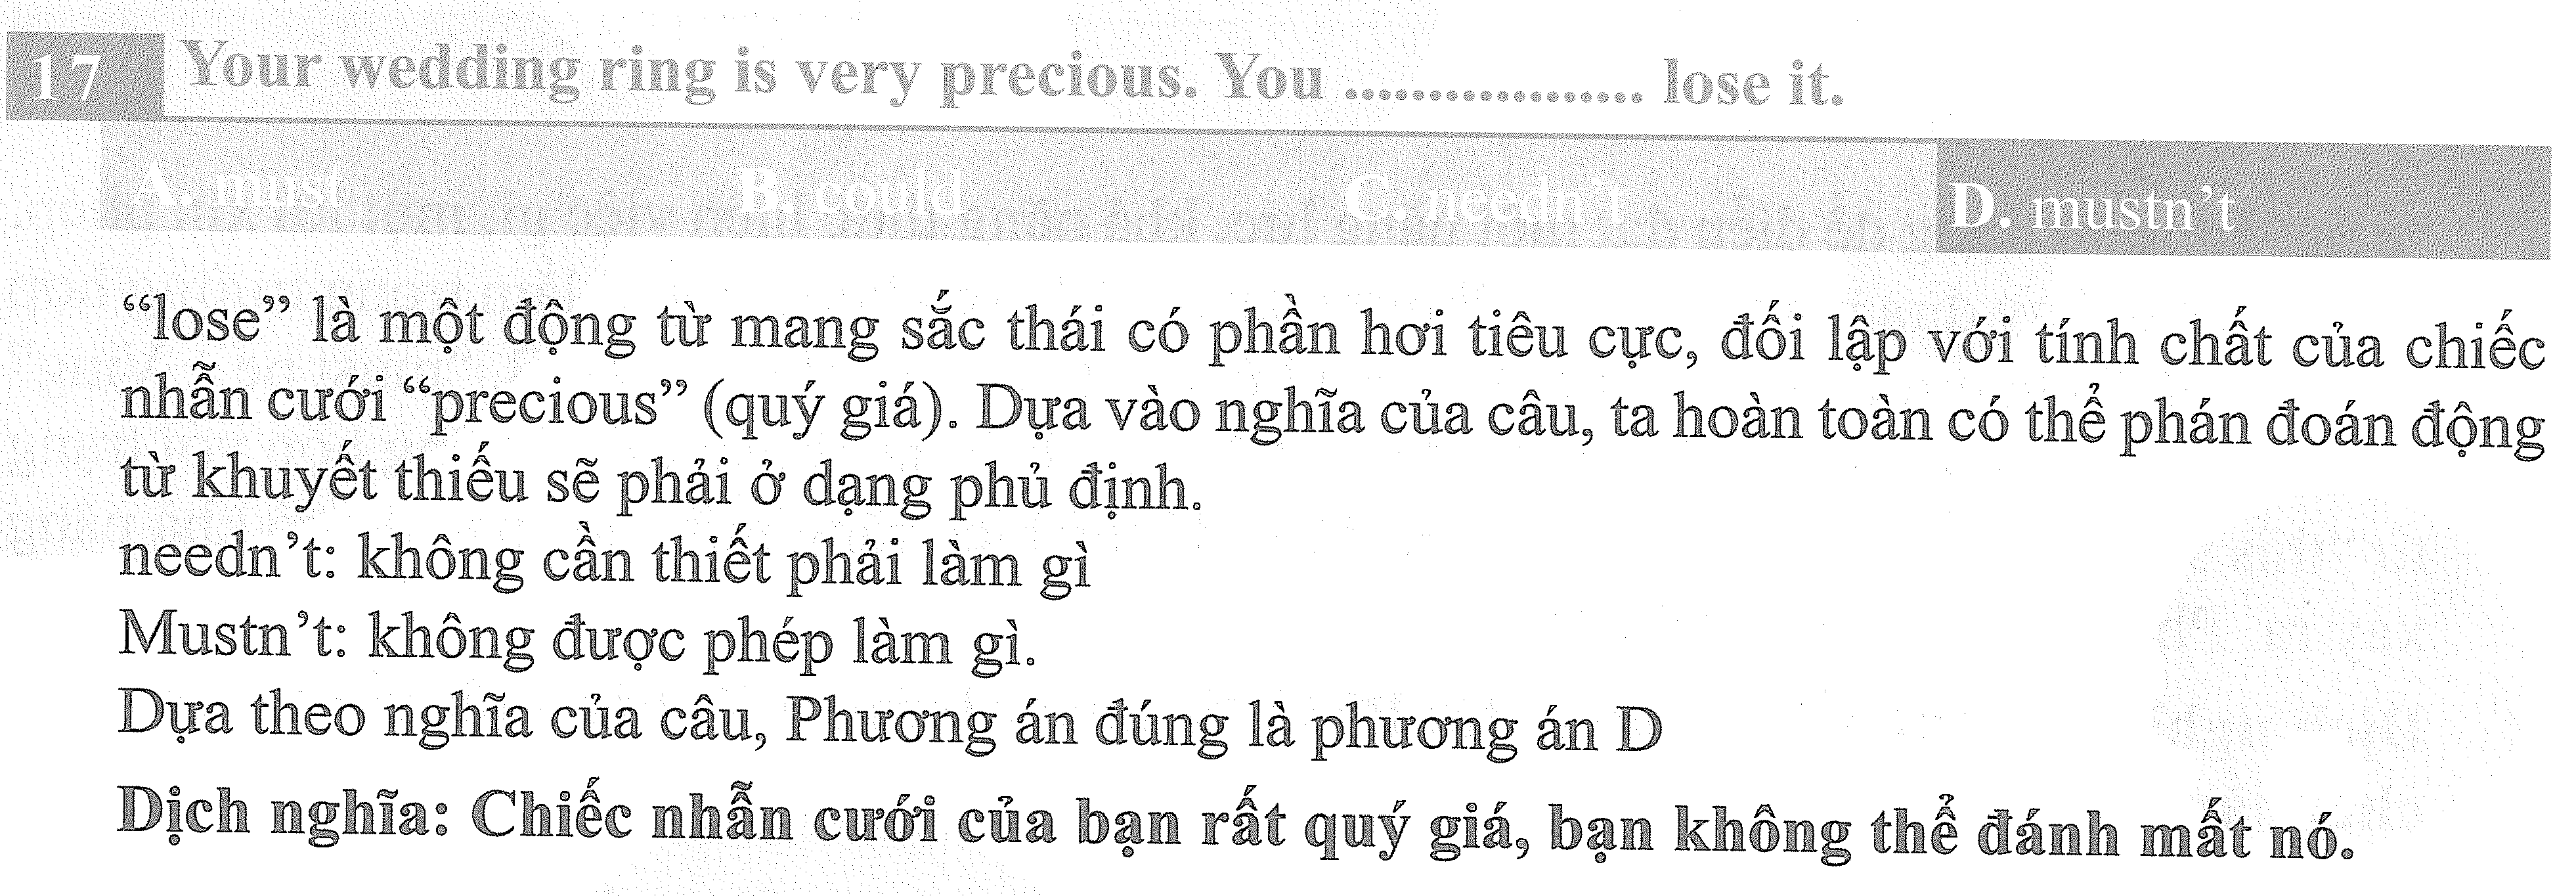 17 Your wedding ring is very precious. You ................. lose it.
A. must B. could C. needn't D. mustn't
“lose” là một động từ mang sắc thái có phần hơi tiêu cực, đối lập với tính chất của chiếc
nhẫn cưới “precious” (quý giá). Dựa vào nghĩa của câu, ta hoàn toàn có thể phán đoán động
từ khuyết thiếu sẽ phải ở dạng phủ định.
needn’t: không cần thiết phải làm gì
Mustn’t: không được phép làm gì.
Dựa theo nghĩa của câu, Phương án đúng là phương án D
Dịch nghĩa: Chiếc nhẫn cưới của bạn rất quý giá, bạn không thể đánh mất nó.